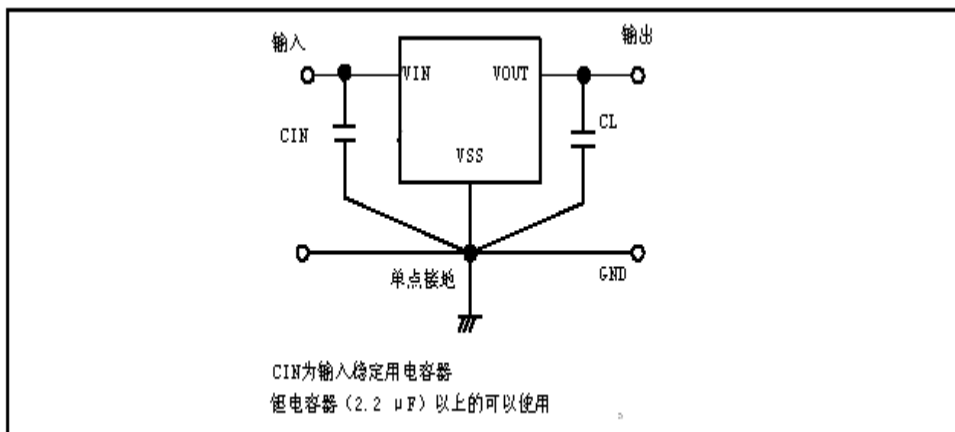 输入
输出
VIN
VOUT
CIN
CL
VSS
单点接地
GND
CIN为输入稳定用电容器
钽电容器（2.2 μF）以上的可以使用